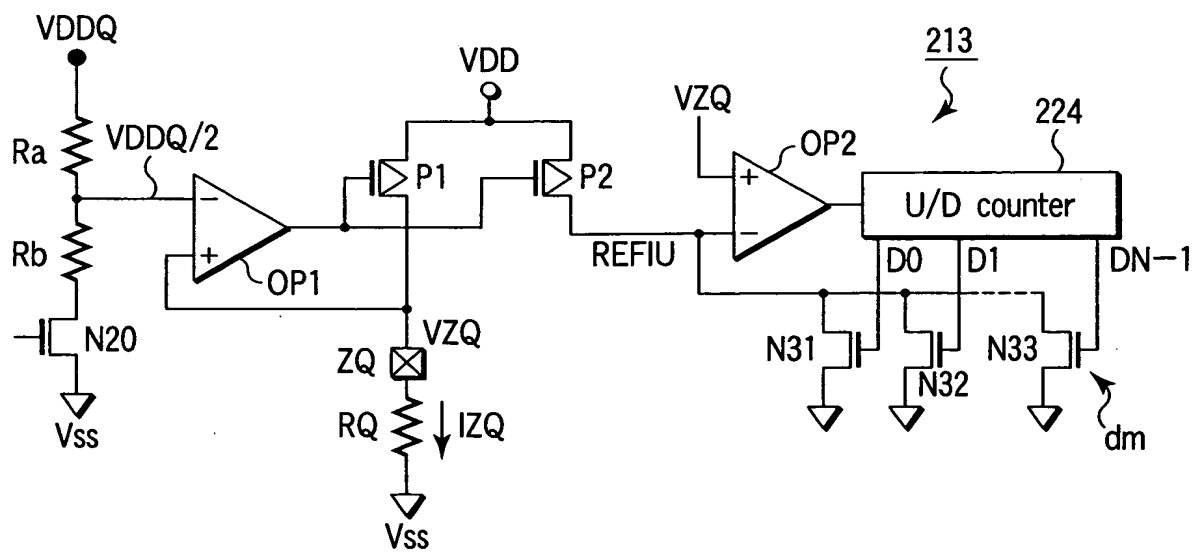 VDDQ
Ra
VDDQ/2
Rb
N20
Vss
−
+
OP1
VDD
P1
P2
VZQ
ZQ
RQ
IZQ
Vss
REFIU
VZQ
+
−
OP2
213
224
U/D counter
D0
D1
DN−1
N31
N32
N33
dm